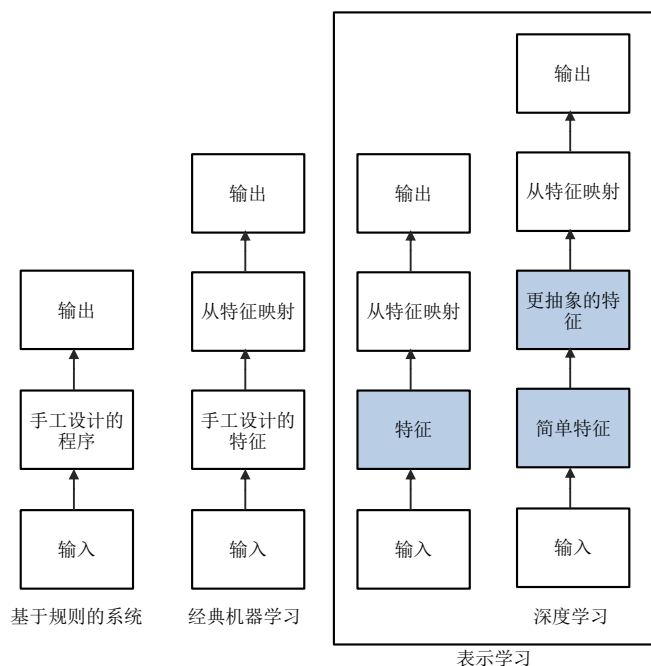 输出
输出
输出
从特征映射
输出
从特征映射
从特征映射
更抽象的特
征
手工设计的
程序
手工设计的
特征
特征
简单特征
输入
输入
输入
输入
基于规则的系统
经典机器学习
深度学习
表示学习